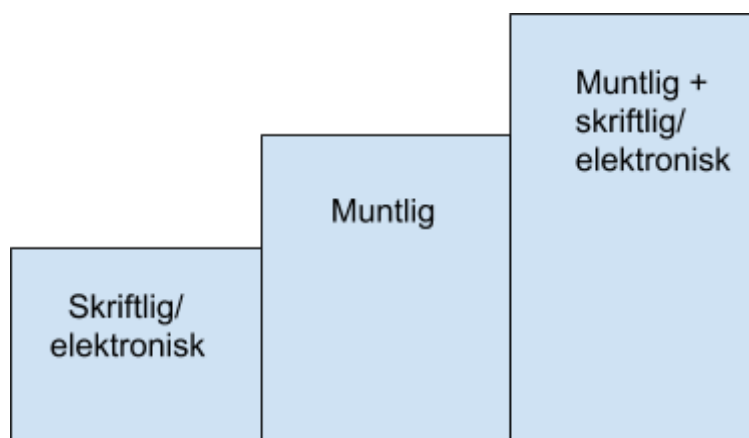 Skriftlig/
elektronisk
Muntlig
Muntlig +
skriftlig/
elektronisk